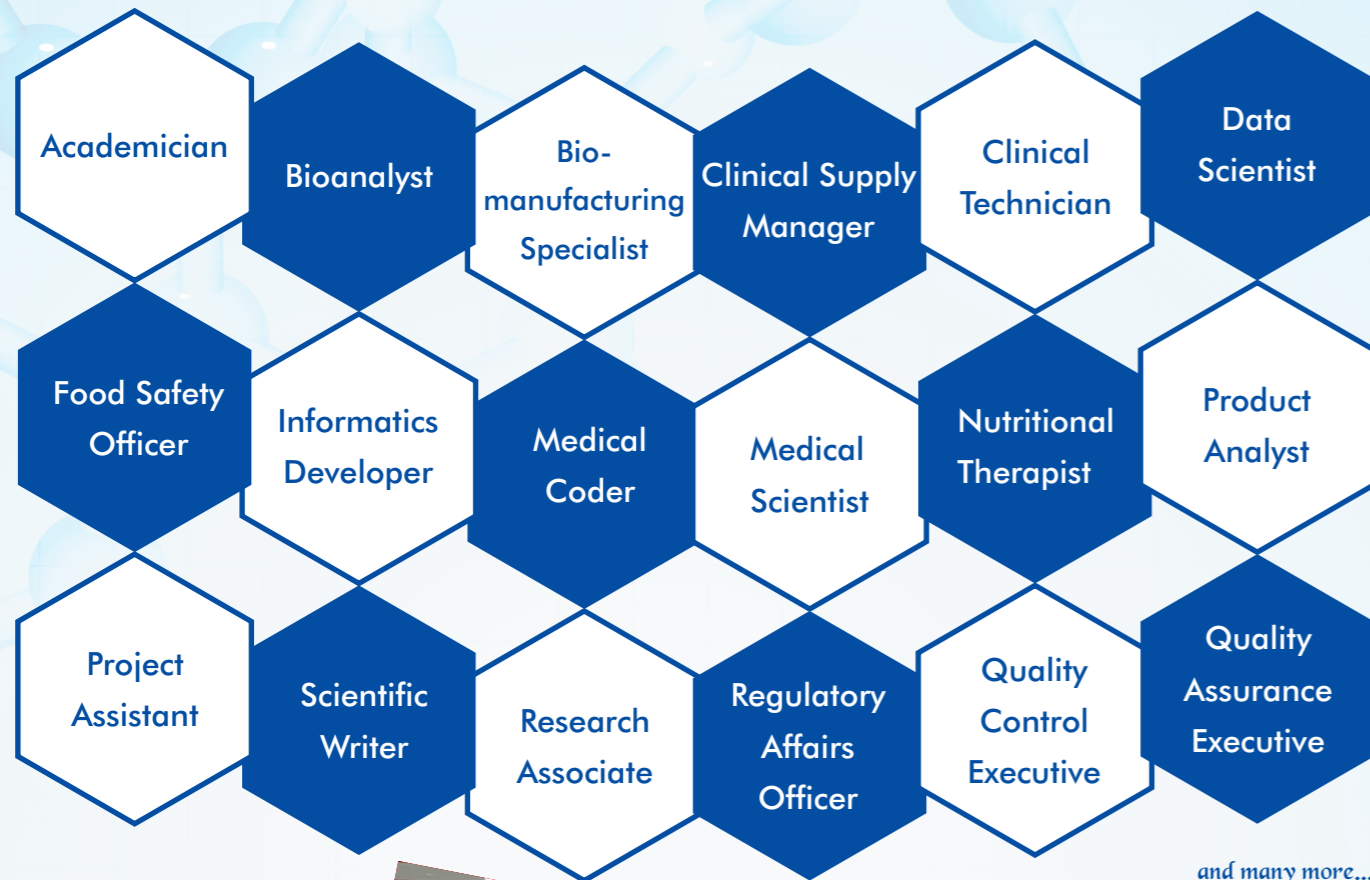 Academician
Bioanalyst
Bio-
manufacturing
Specialist
Clinical Supply
Manager
Clinical
Technician
Data
Scientist
Food Safety
Officer
Informatics
Developer
Medical
Coder
Medical
Scientist
Nutritional
Therapist
Product
Analyst
Project
Assistant
Scientific
Writer
Research
Associate
Regulatory
Affairs
Officer
Quality
Control
Executive
Quality
Assurance
Executive
and many more...